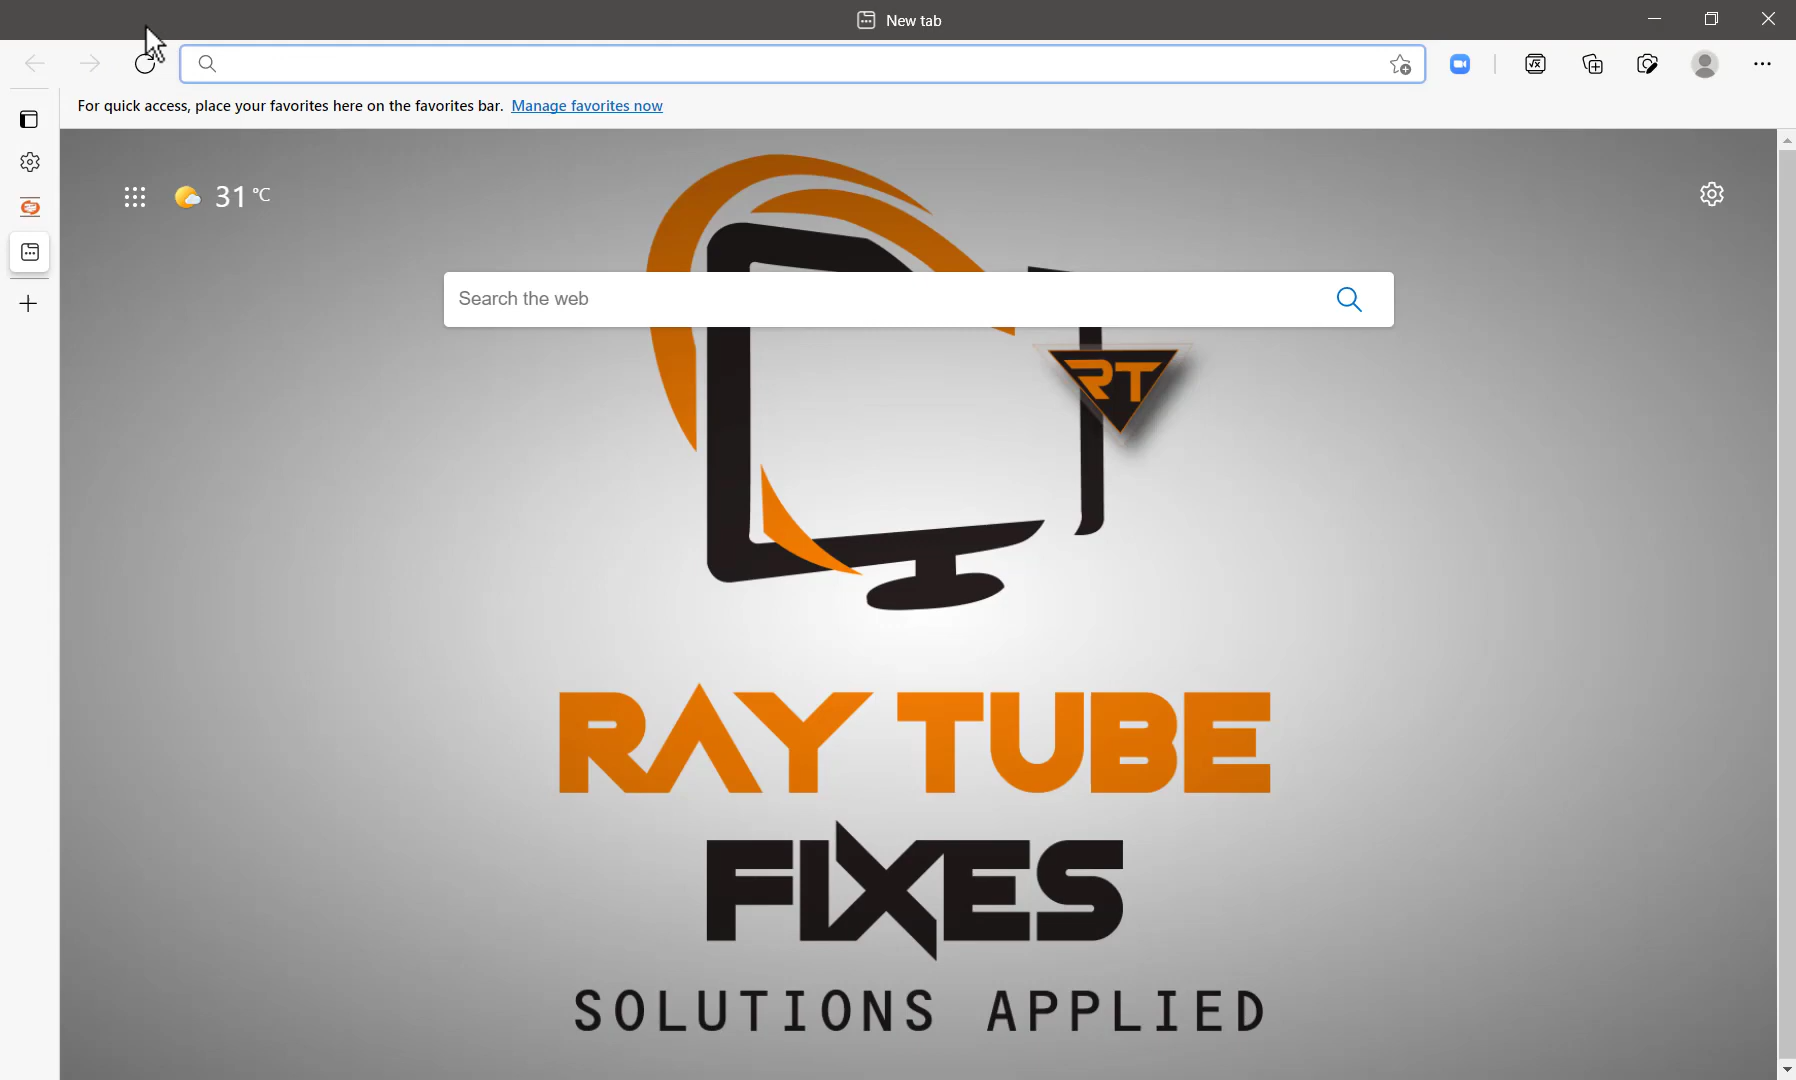 New tab
For quick access, place your favorites here on the favorites bar. Manage favorites now
31 °C
Search the web
RT
RAY TUBE
FIXES
SOLUTIONS APPLIED